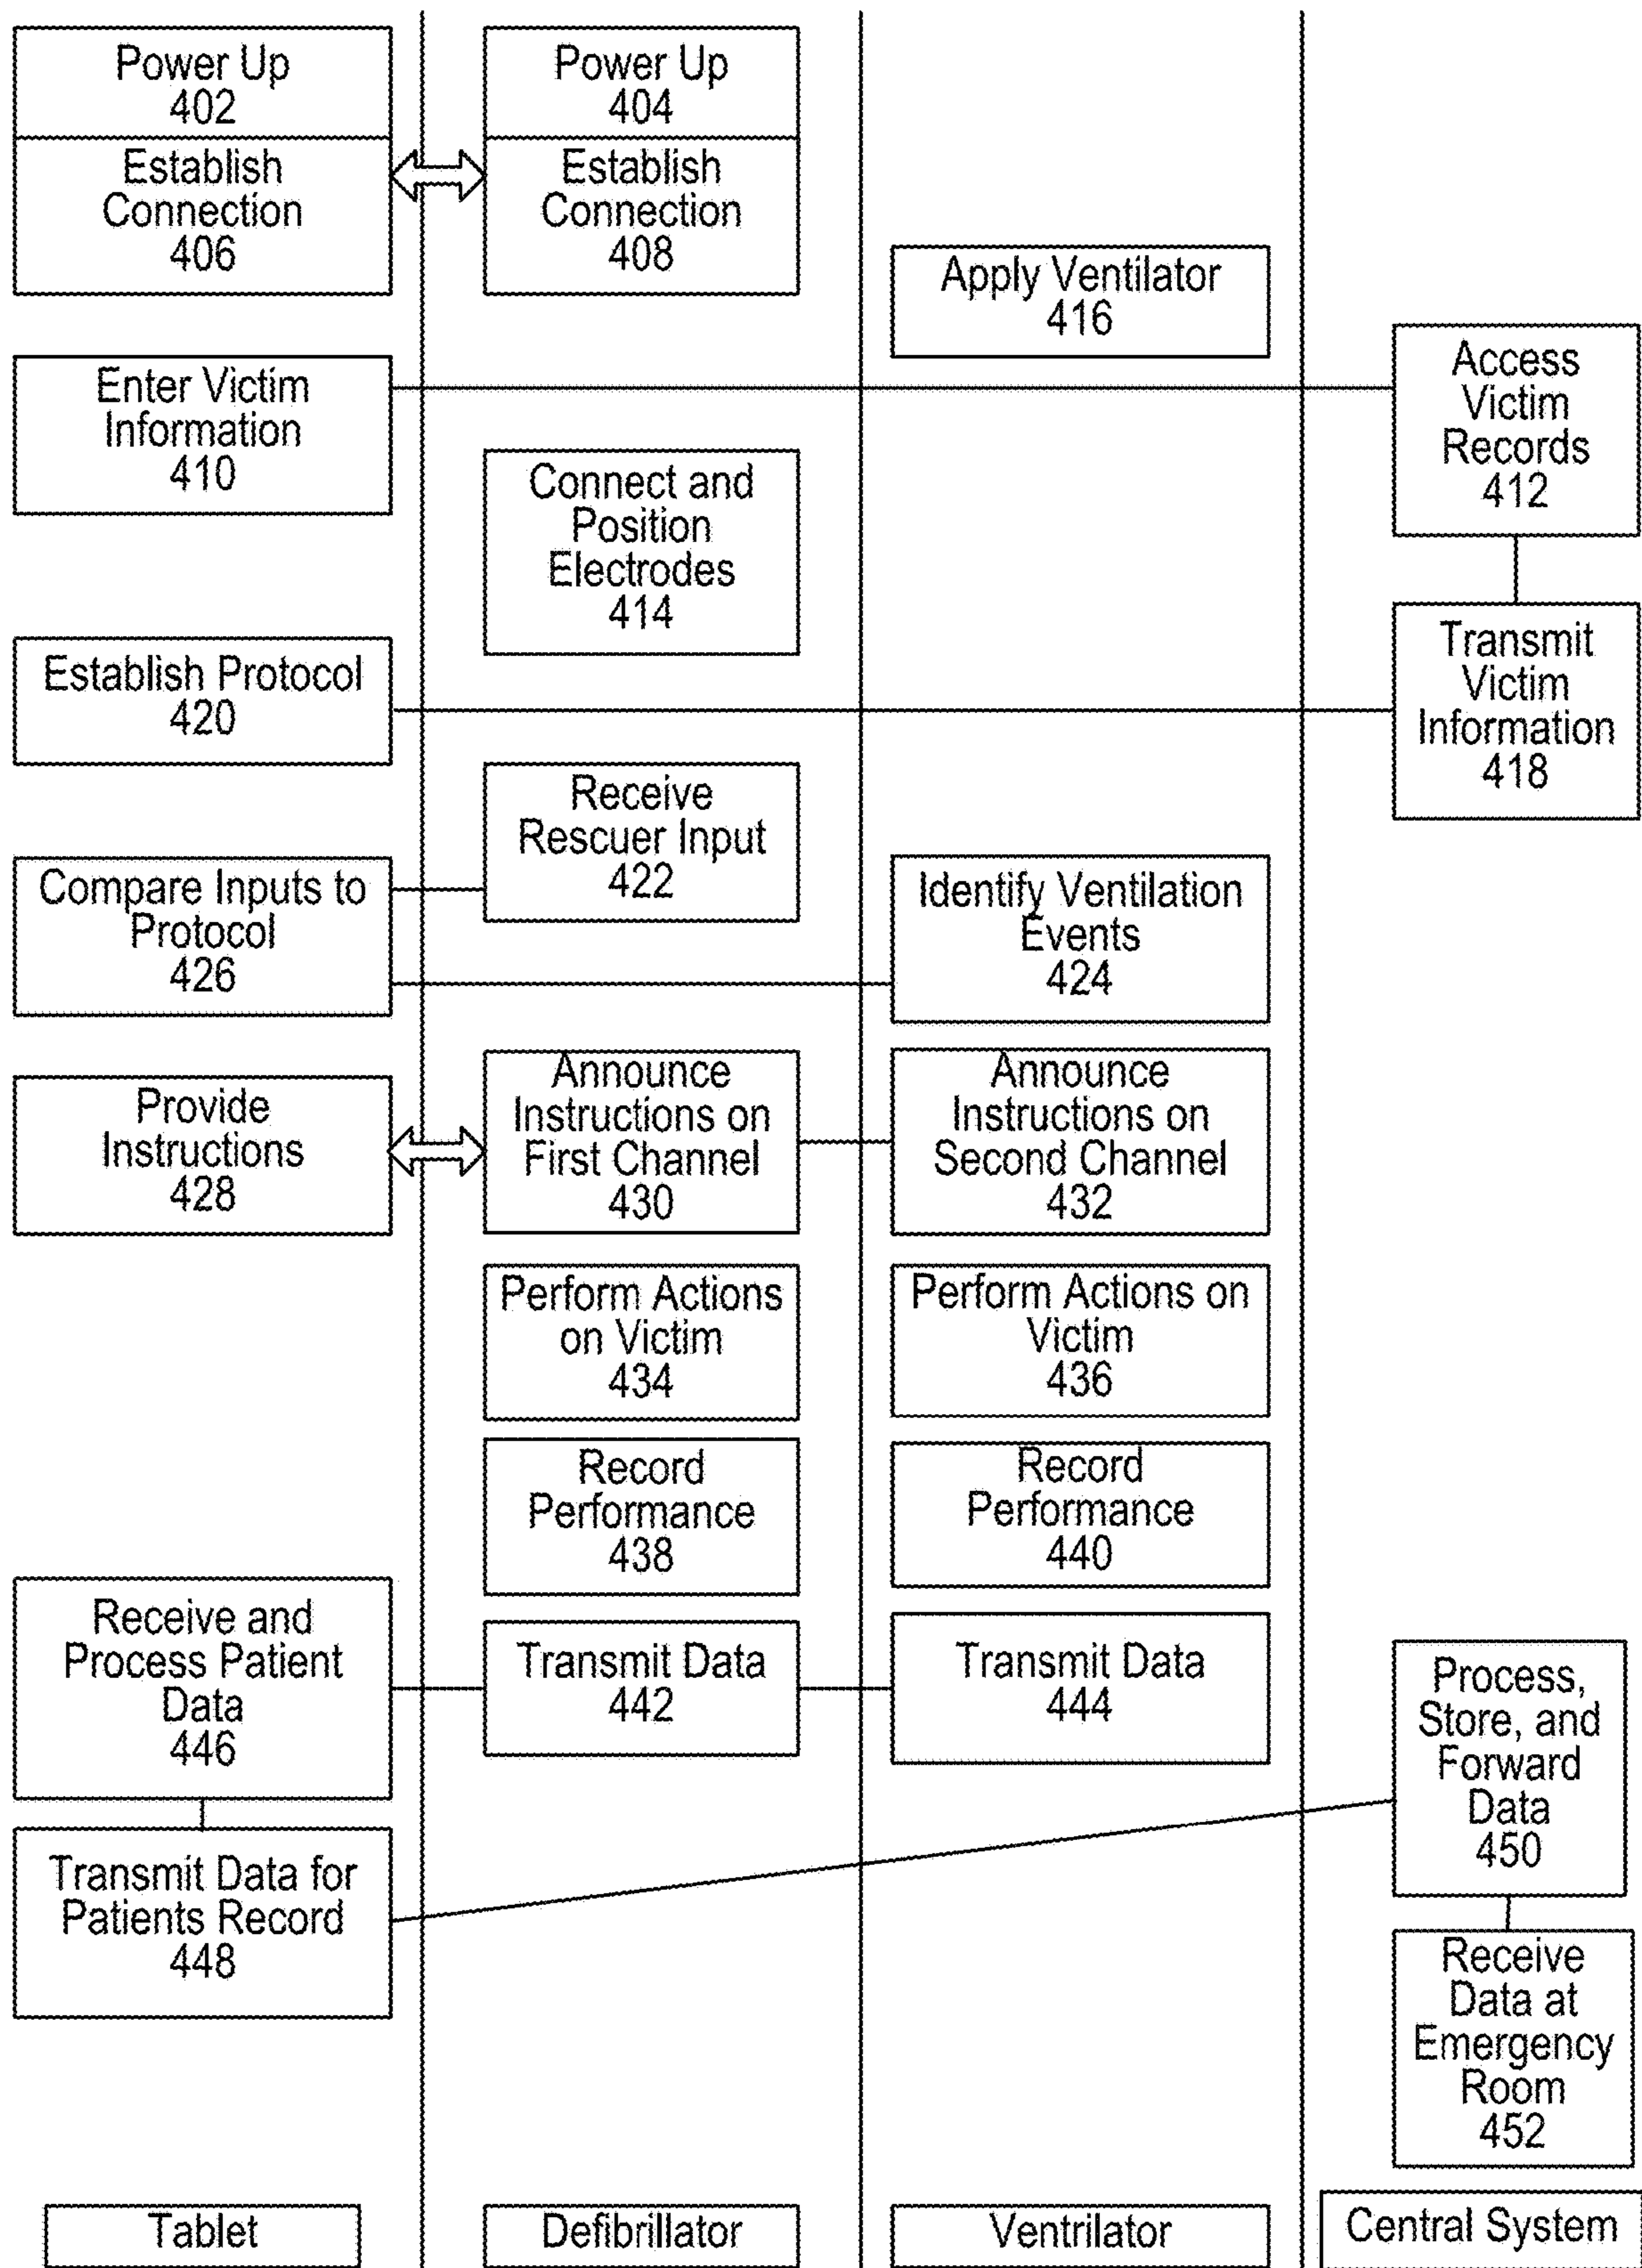 Power Up
402
Establish
Connection
406
Power Up
404
Establish
Connection
408
Apply Ventilator
416
Enter Victim
Information
410
Access
Victim
Records
412
Connect and
Position
Electrodes
414
Establish Protocol
420
Transmit
Victim
Information
418
Receive
Rescuer Input
422
Compare Inputs to
Protocol
426
Identify Ventilation
Events
424
Provide
Instructions
428
Announce
Instructions on
First Channel
430
Announce
Instructions on
Second Channel
432
Perform Actions
on Victim
434
Perform Actions on
Victim
436
Record
Performance
438
Record
Performance
440
Receive and
Process Patient
Data
446
Transmit Data
442
Transmit Data
444
Process,
Store, and
Forward
Data
450
Transmit Data for
Patients Record
448
Receive
Data at
Emergency
Room
452
Tablet
Defibrillator
Ventrilator
Central System